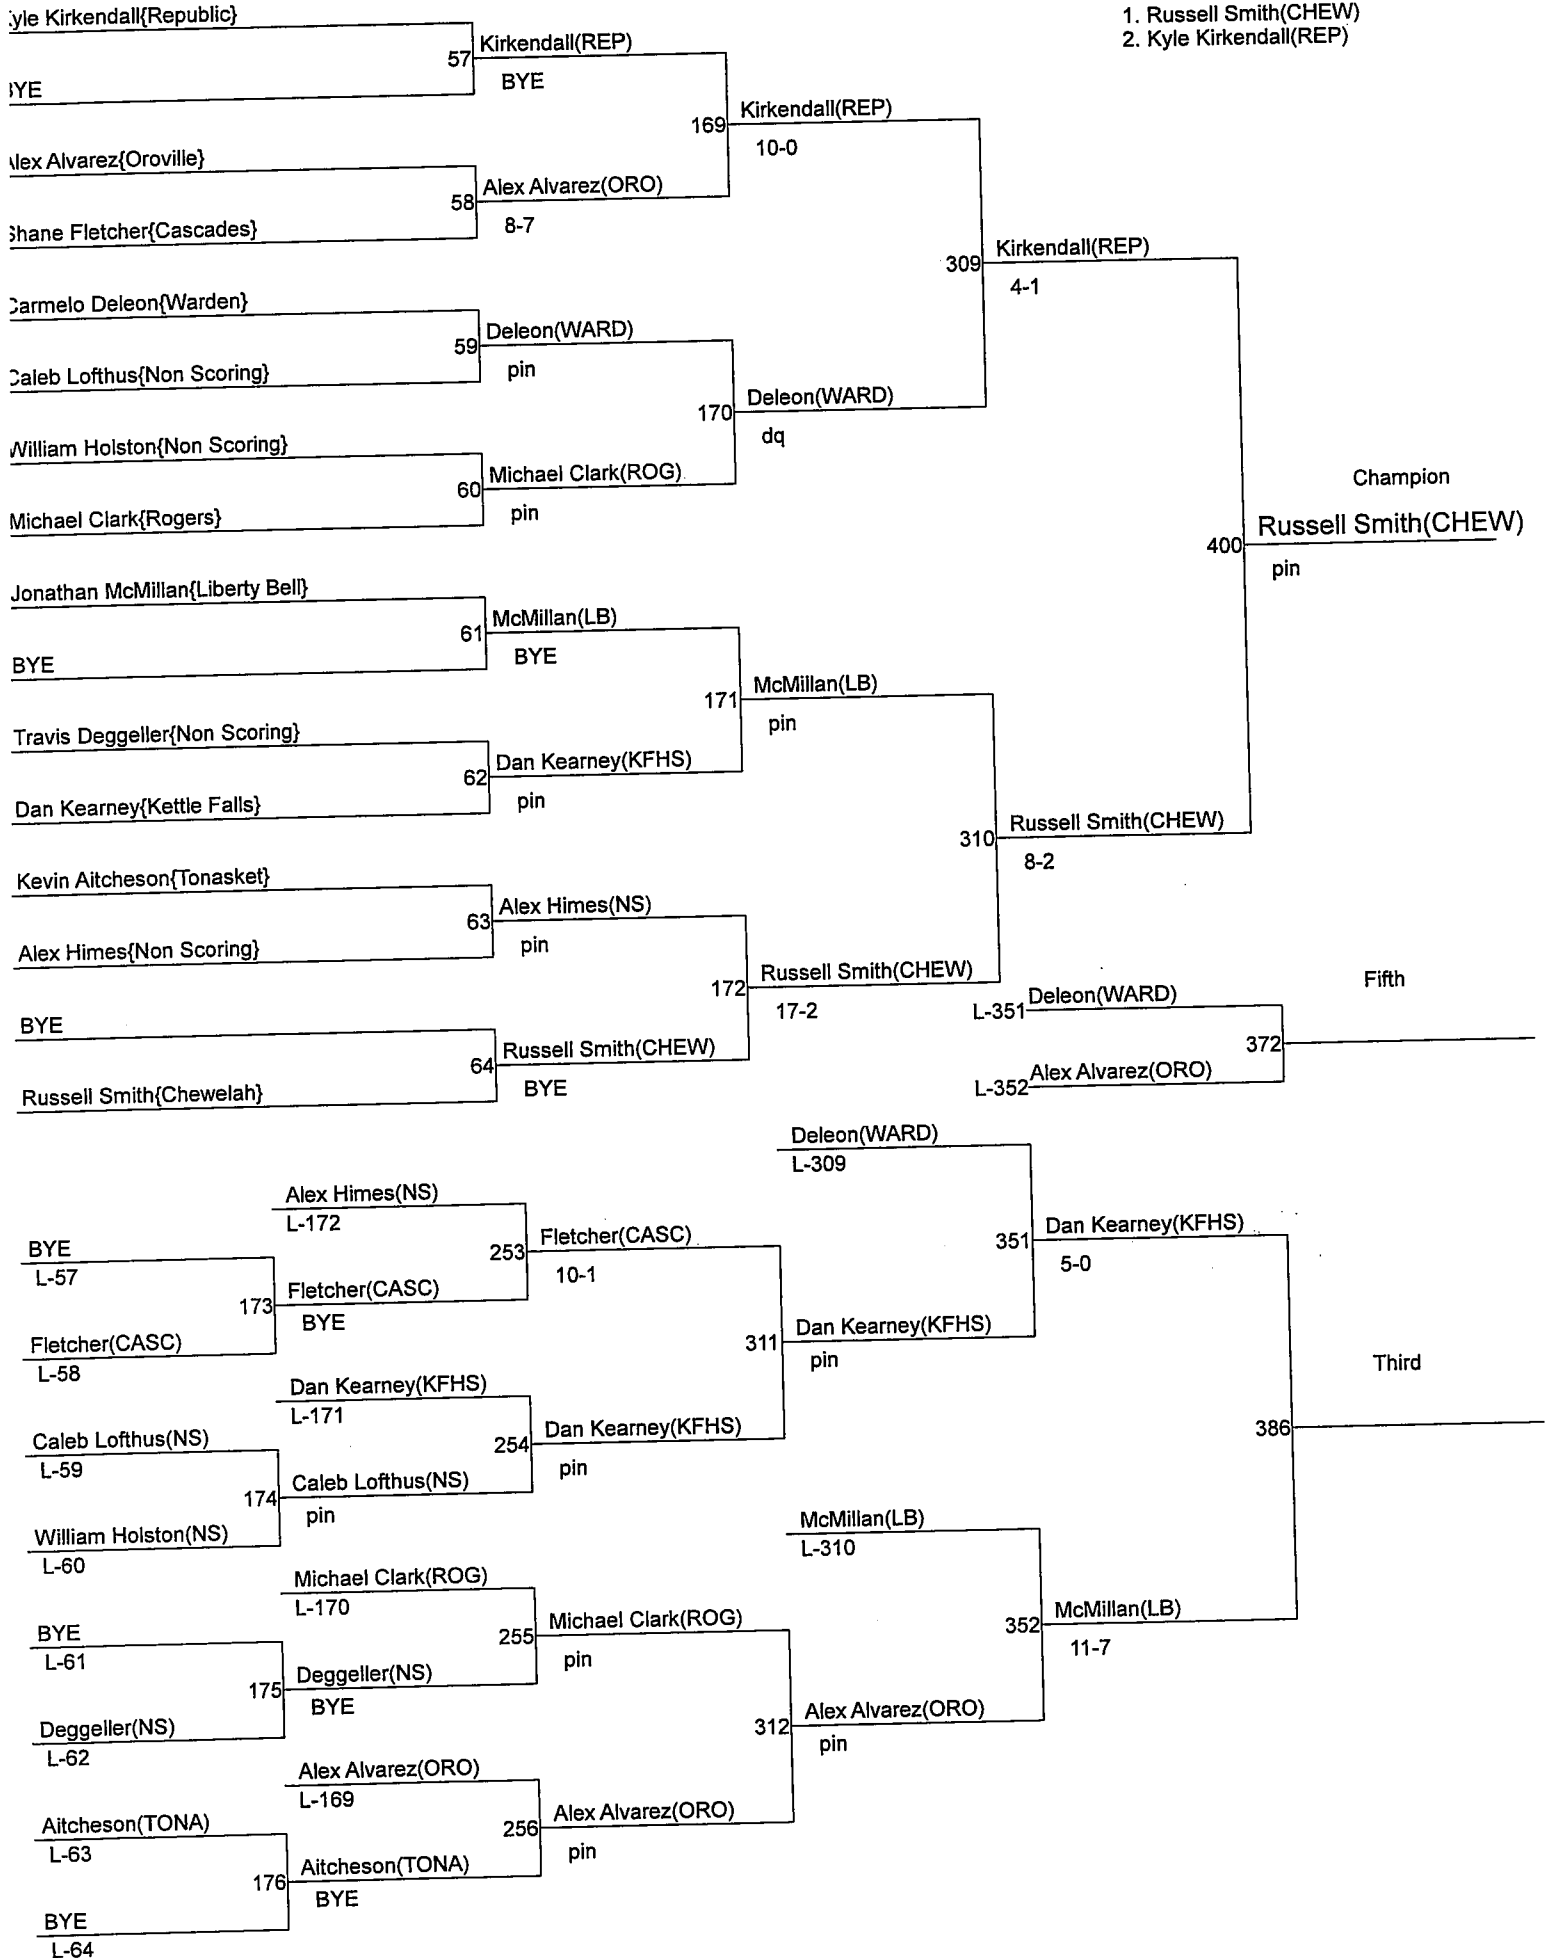 1. Russell Smith(CHEW)
2. Kyle Kirkendall(REP)
Kyle Kirkendall{Republic}
57
BYE
Kirkendall(REP)
BYE
Alex Alvarez{Oroville}
58
Shane Fletcher{Cascades}
Alex Alvarez(ORO)
8-7
169
Kirkendall(REP)
10-0
Carmelo Deleon{Warden}
59
Caleb Lofthus{Non Scoring}
Deleon(WARD)
pin
William Holston{Non Scoring}
60
Michael Clark{Rogers}
Michael Clark(ROG)
pin
170
Deleon(WARD)
dq
309
Kirkendall(REP)
4-1
Jonathan McMillan{Liberty Bell}
61
BYE
McMillan(LB)
BYE
Travis Deggeller{Non Scoring}
62
Dan Kearney{Kettle Falls}
Dan Kearney(KFHS)
pin
171
McMillan(LB)
pin
Kevin Aitcheson{Tonasket}
63
Alex Himes{Non Scoring}
Alex Himes(NS)
pin
BYE
64
Russell Smith{Chewelah}
Russell Smith(CHEW)
BYE
172
Russell Smith(CHEW)
17-2
310
Russell Smith(CHEW)
8-2
Champion
400
Russell Smith(CHEW)
pin
Fifth
L-351
Deleon(WARD)
372
L-352
Alex Alvarez(ORO)
Deleon(WARD)
L-309
Alex Himes(NS)
L-172
BYE
L-57
173
Fletcher(CASC)
L-58
Fletcher(CASC)
BYE
253
Fletcher(CASC)
10-1
Dan Kearney(KFHS)
L-171
Caleb Lofthus(NS)
L-59
174
William Holston(NS)
L-60
Caleb Lofthus(NS)
pin
254
Dan Kearney(KFHS)
pin
311
Dan Kearney(KFHS)
pin
351
Dan Kearney(KFHS)
5-0
Third
386
McMillan(LB)
L-310
Michael Clark(ROG)
L-170
BYE
L-61
175
Deggeller(NS)
L-62
Deggeller(NS)
BYE
255
Michael Clark(ROG)
pin
Alex Alvarez(ORO)
L-169
Aitcheson(TONA)
L-63
176
BYE
L-64
Aitcheson(TONA)
BYE
256
Alex Alvarez(ORO)
pin
312
Alex Alvarez(ORO)
pin
352
McMillan(LB)
11-7